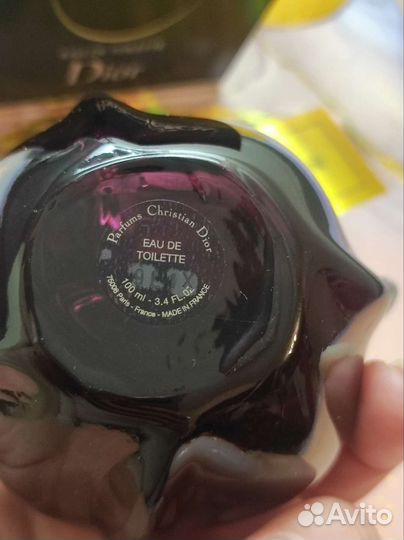 Dior
Parfums Christian Dior
EAU DE
TOILETTE
100 ml - 3.4 FL.OZ
75008 Paris - France - MADE IN FRANCE
Avito